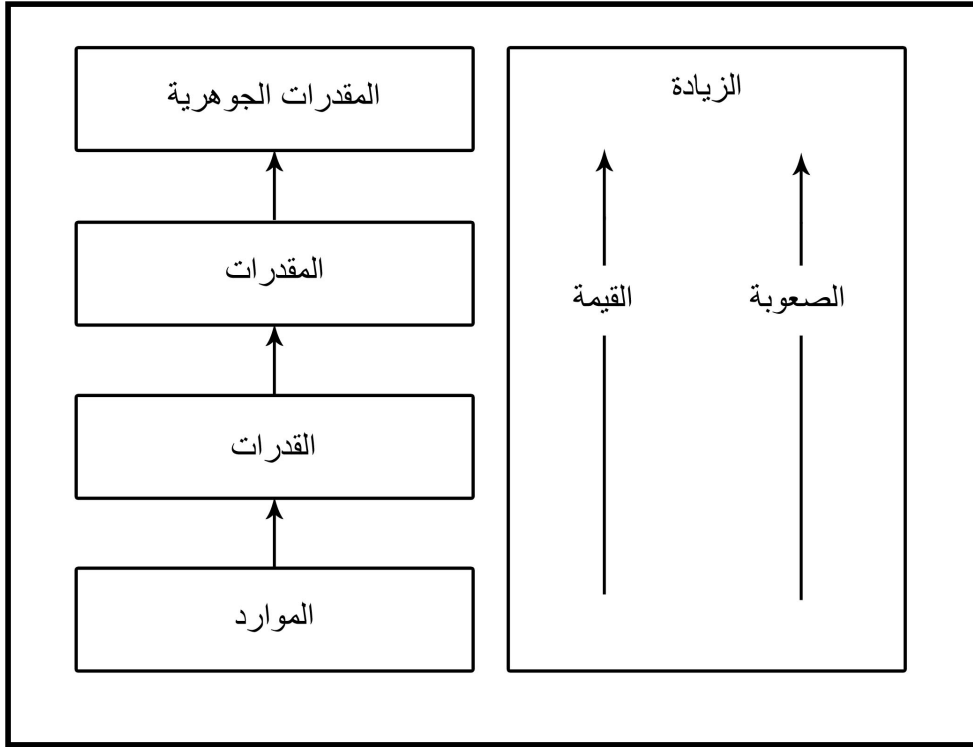 المقدرات الجوهرية
المقدرات
القدرات
الموارد
الزيادة
القيمة
الصعوبة